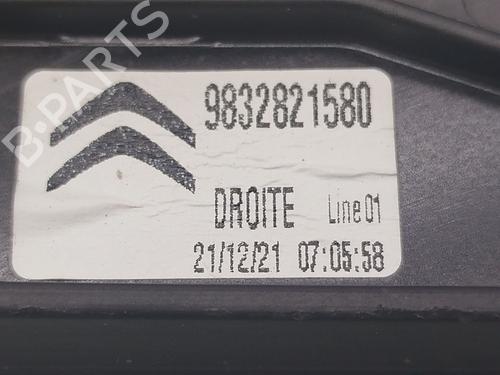 9832821580
DROITE Line 01
21/12/21 07:05:58
B-PARTS